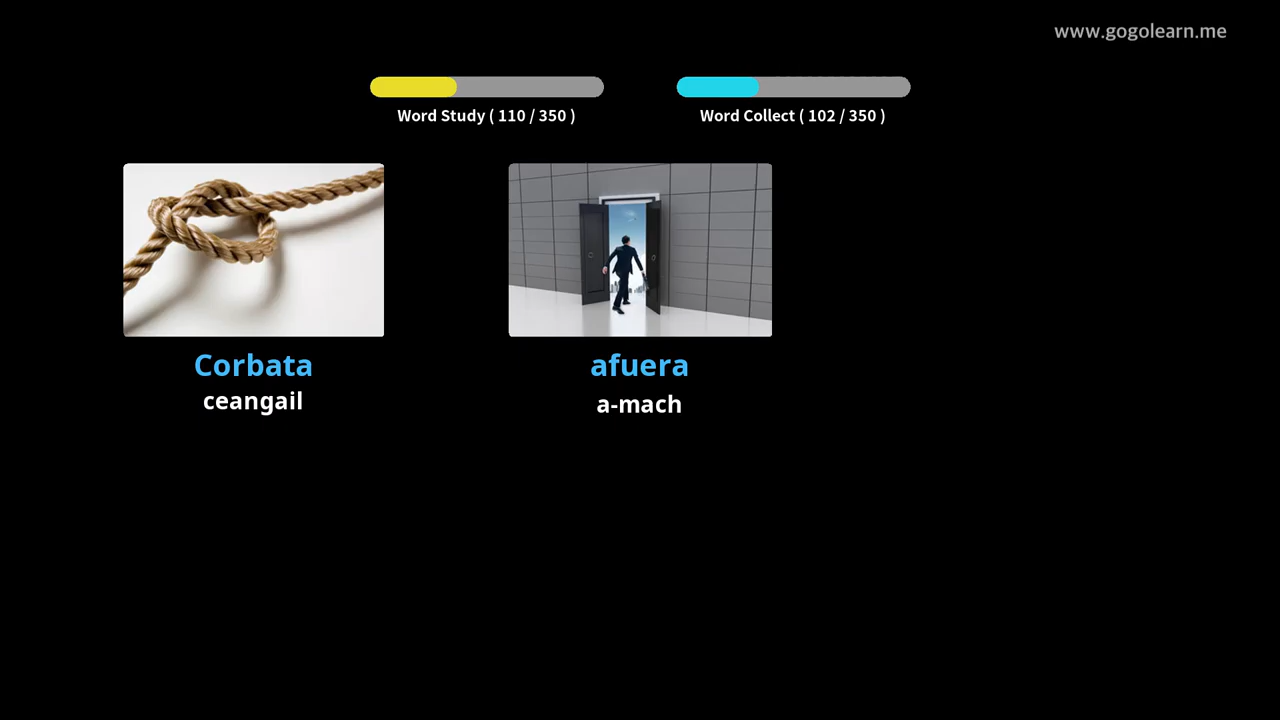 www.gogolearn.me
Word Study ( 110 / 350 )
Word Collect ( 102 / 350 )
Corbata
ceangail
afuera
a-mach